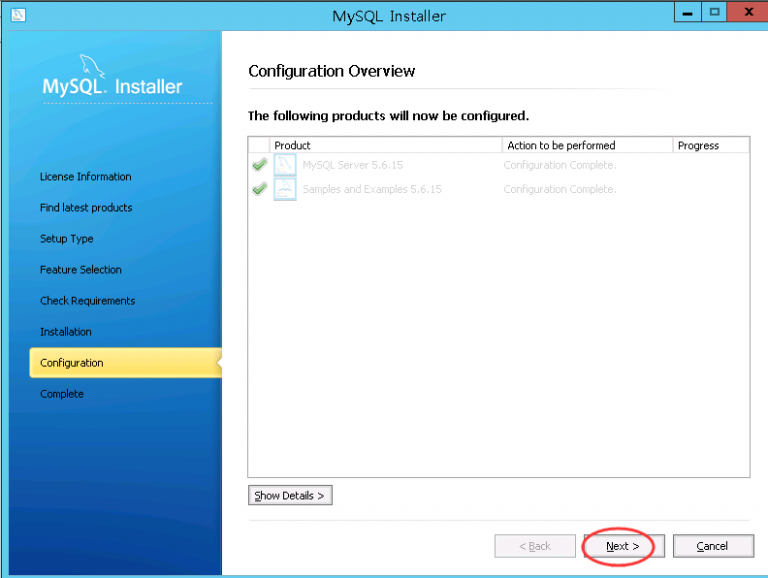 MySQL Installer
MySQL. Installer
License Information
Find latest products
Setup Type
Feature Selection
Check Requirements
Installation
Configuration
Complete
Configuration Overview
The following products will now be configured.
Product Action to be performed Progress
MySQL Server 5.6.15 Configuration Complete.
Samples and Examples 5.6.15 Configuration Complete.
Show Details >
< Back Next > Cancel